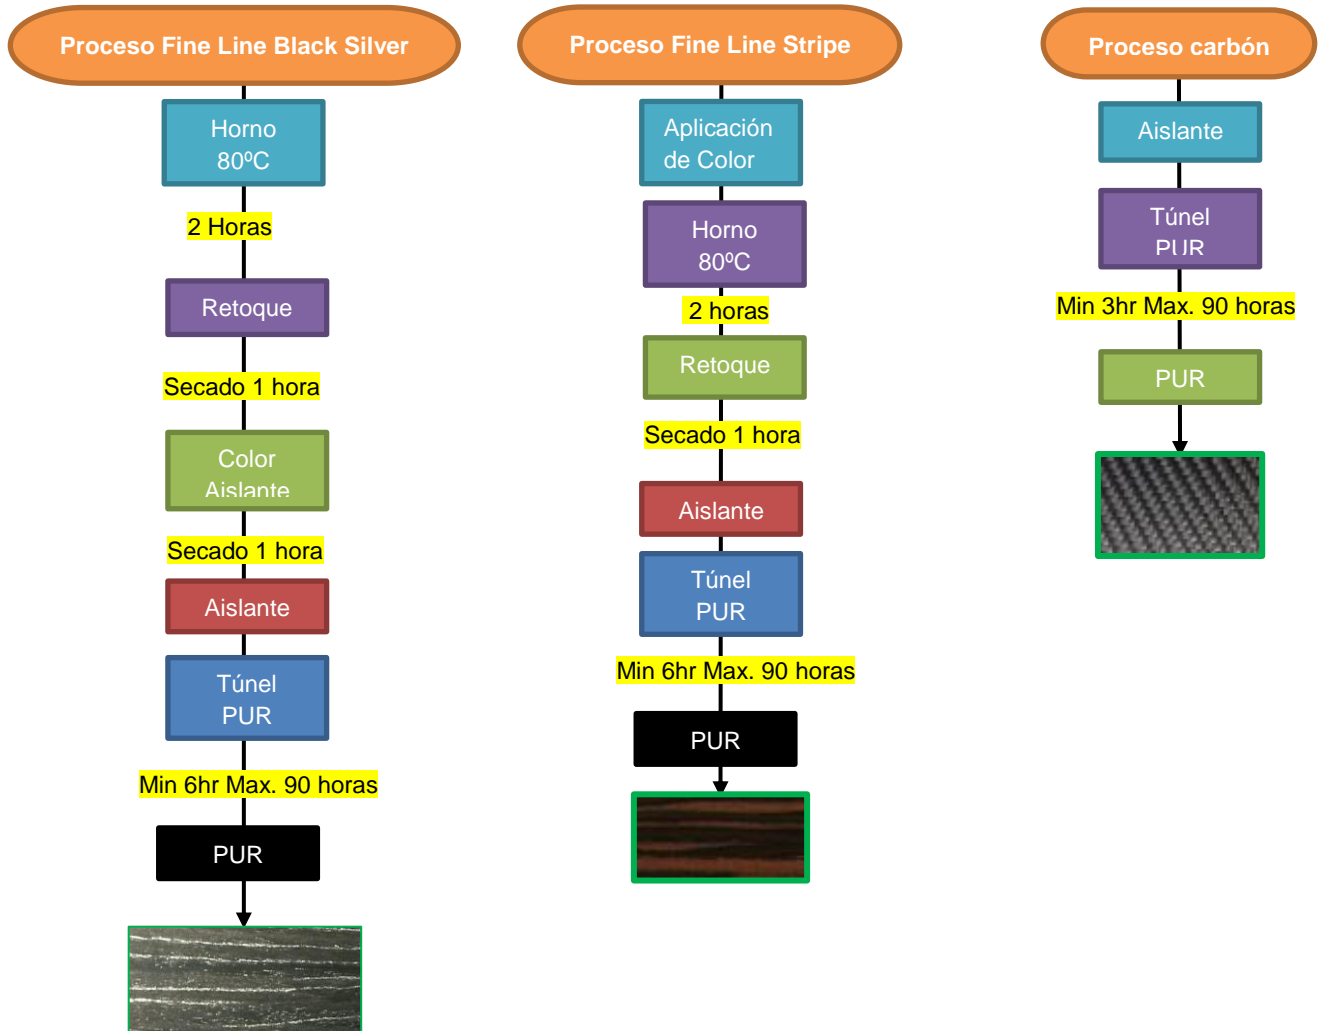 Proceso Fine Line Black Silver
Horno
80ºC
2 Horas
Retoque
Secado 1 hora
Color
Aislante
Secado 1 hora
Aislante
Túnel
PUR
Min 6hr Max. 90 horas
PUR
Proceso Fine Line Stripe
Aplicación
de Color
Horno
80ºC
2 horas
Retoque
Secado 1 hora
Aislante
Túnel
PUR
Min 6hr Max. 90 horas
PUR
Proceso carbón
Aislante
Túnel
PUR
Min 3hr Max. 90 horas
PUR